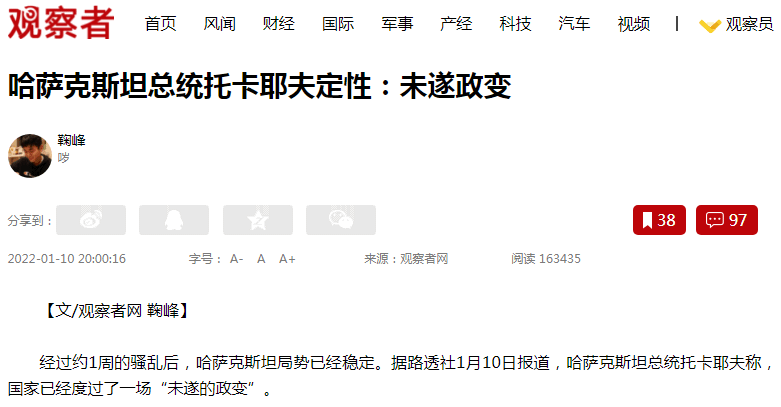 观察者 首页 风闻 财经 国际 军事 产经 科技 汽车 视频 | 观察员
哈萨克斯坦总统托卡耶夫定性：未遂政变
鞠峰
哕
分享到： 38 97
2022-01-10 20:00:16 字号： A- A A+ 来源：观察者网 阅读 163435
【文/观察者网 鞠峰】
经过约1周的骚乱后，哈萨克斯坦局势已经稳定。据路透社1月10日报道，哈萨克斯坦总统托卡耶夫称，
国家已经度过了一场“未遂的政变”。